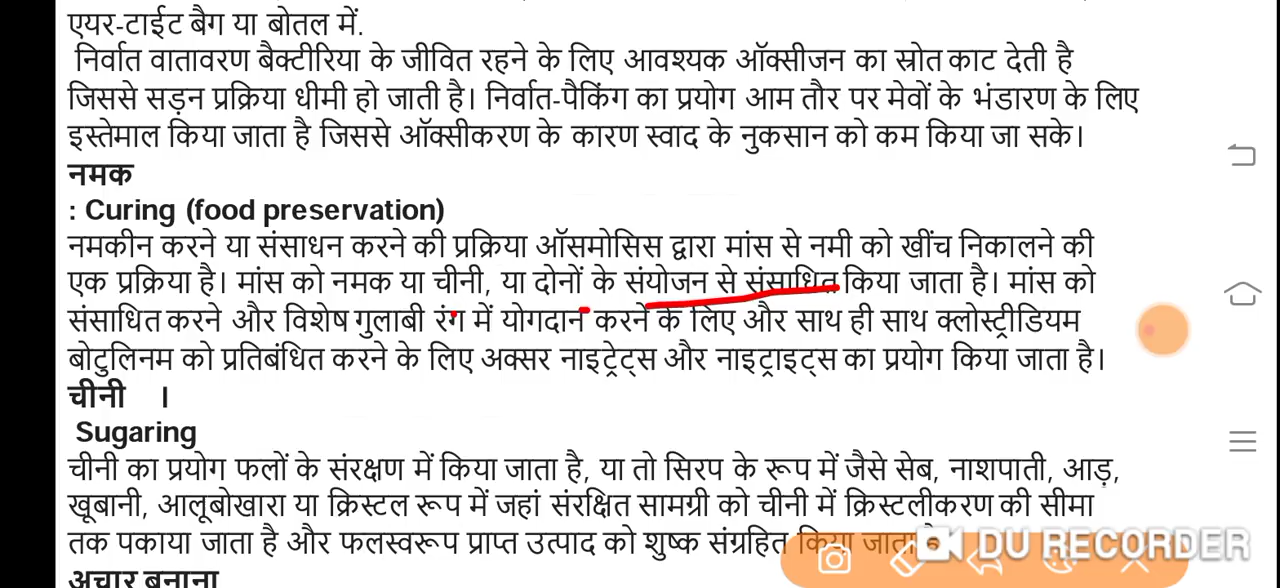 एयर-टाईट बैग या बोतल में.
निर्वात वातावरण बैक्टीरिया के जीवित रहने के लिए आवश्यक ऑक्सीजन का स्रोत काट देती है
जिससे सड़न प्रक्रिया धीमी हो जाती है। निर्वात-पैकिंग का प्रयोग आम तौर पर मेवों के भंडारण के लिए
इस्तेमाल किया जाता है जिससे ऑक्सीकरण के कारण स्वाद के नुकसान को कम किया जा सके।
नमक
: Curing (food preservation)
नमकीन करने या संसाधन करने की प्रक्रिया ऑसमोसिस द्वारा मांस से नमी को खींच निकालने की
एक प्रक्रिया है। मांस को नमक या चीनी, या दोनों के संयोजन से संसाधित किया जाता है। मांस को
संसाधित करने और विशेष गुलाबी रंग में योगदान करने के लिए और साथ ही साथ क्लोस्ट्रीडियम
बोटुलिनम को प्रतिबंधित करने के लिए अक्सर नाइट्रेट्स और नाइट्राइट्स का प्रयोग किया जाता है।
चीनी ।
Sugaring
चीनी का प्रयोग फलों के संरक्षण में किया जाता है, या तो सिरप के रूप में जैसे सेब, नाशपाती, आड़ु,
खूबानी, आलूबोखारा या क्रिस्टल रूप में जहां संरक्षित सामग्री को चीनी में क्रिस्टलीकरण की सीमा
तक पकाया जाता है और फलस्वरूप प्राप्त उत्पाद को शुष्क संग्रहित किया जाता है
DU RECORDER
अचार बनाना